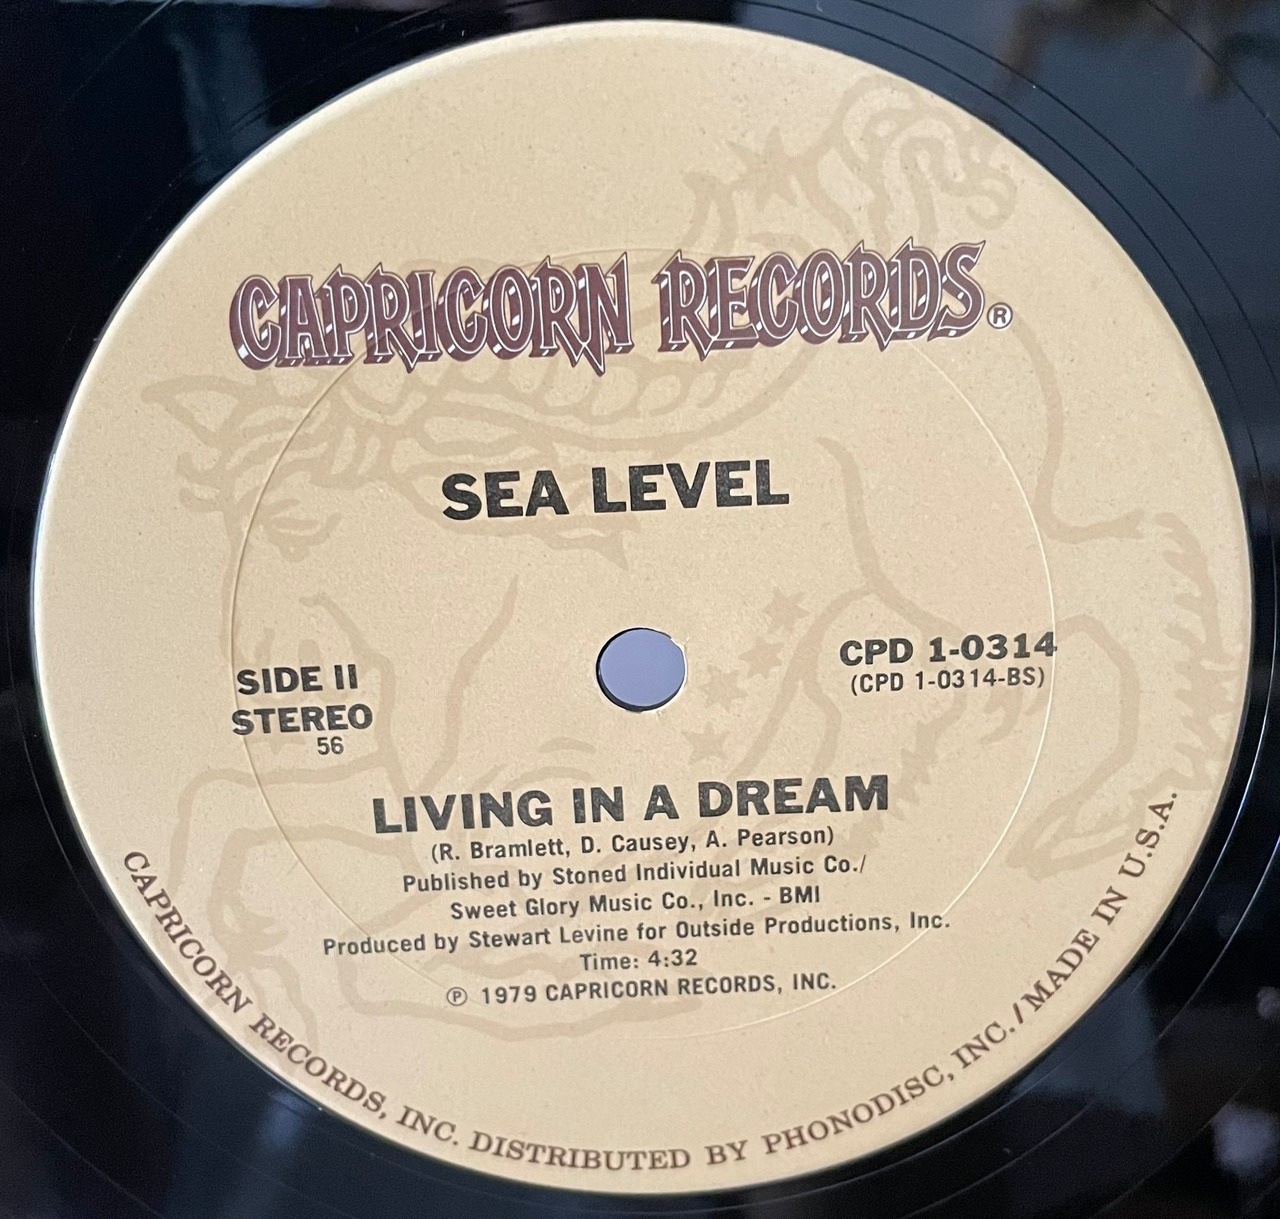 CAPRICORN RECORDS®
SEA LEVEL
SIDE II
STEREO
56
CPD 1-0314
(CPD 1-0314-BS)
LIVING IN A DREAM
(R. Bramlett, D. Causey, A. Pearson)
Published by Stoned Individual Music Co./
Sweet Glory Music Co., Inc. - BMI
Produced by Stewart Levine for Outside Productions, Inc.
Time: 4:32
℗ 1979 CAPRICORN RECORDS, INC.
CAPRICORN RECORDS, INC. DISTRIBUTED BY PHONODISC, INC. / MADE IN U.S.A.